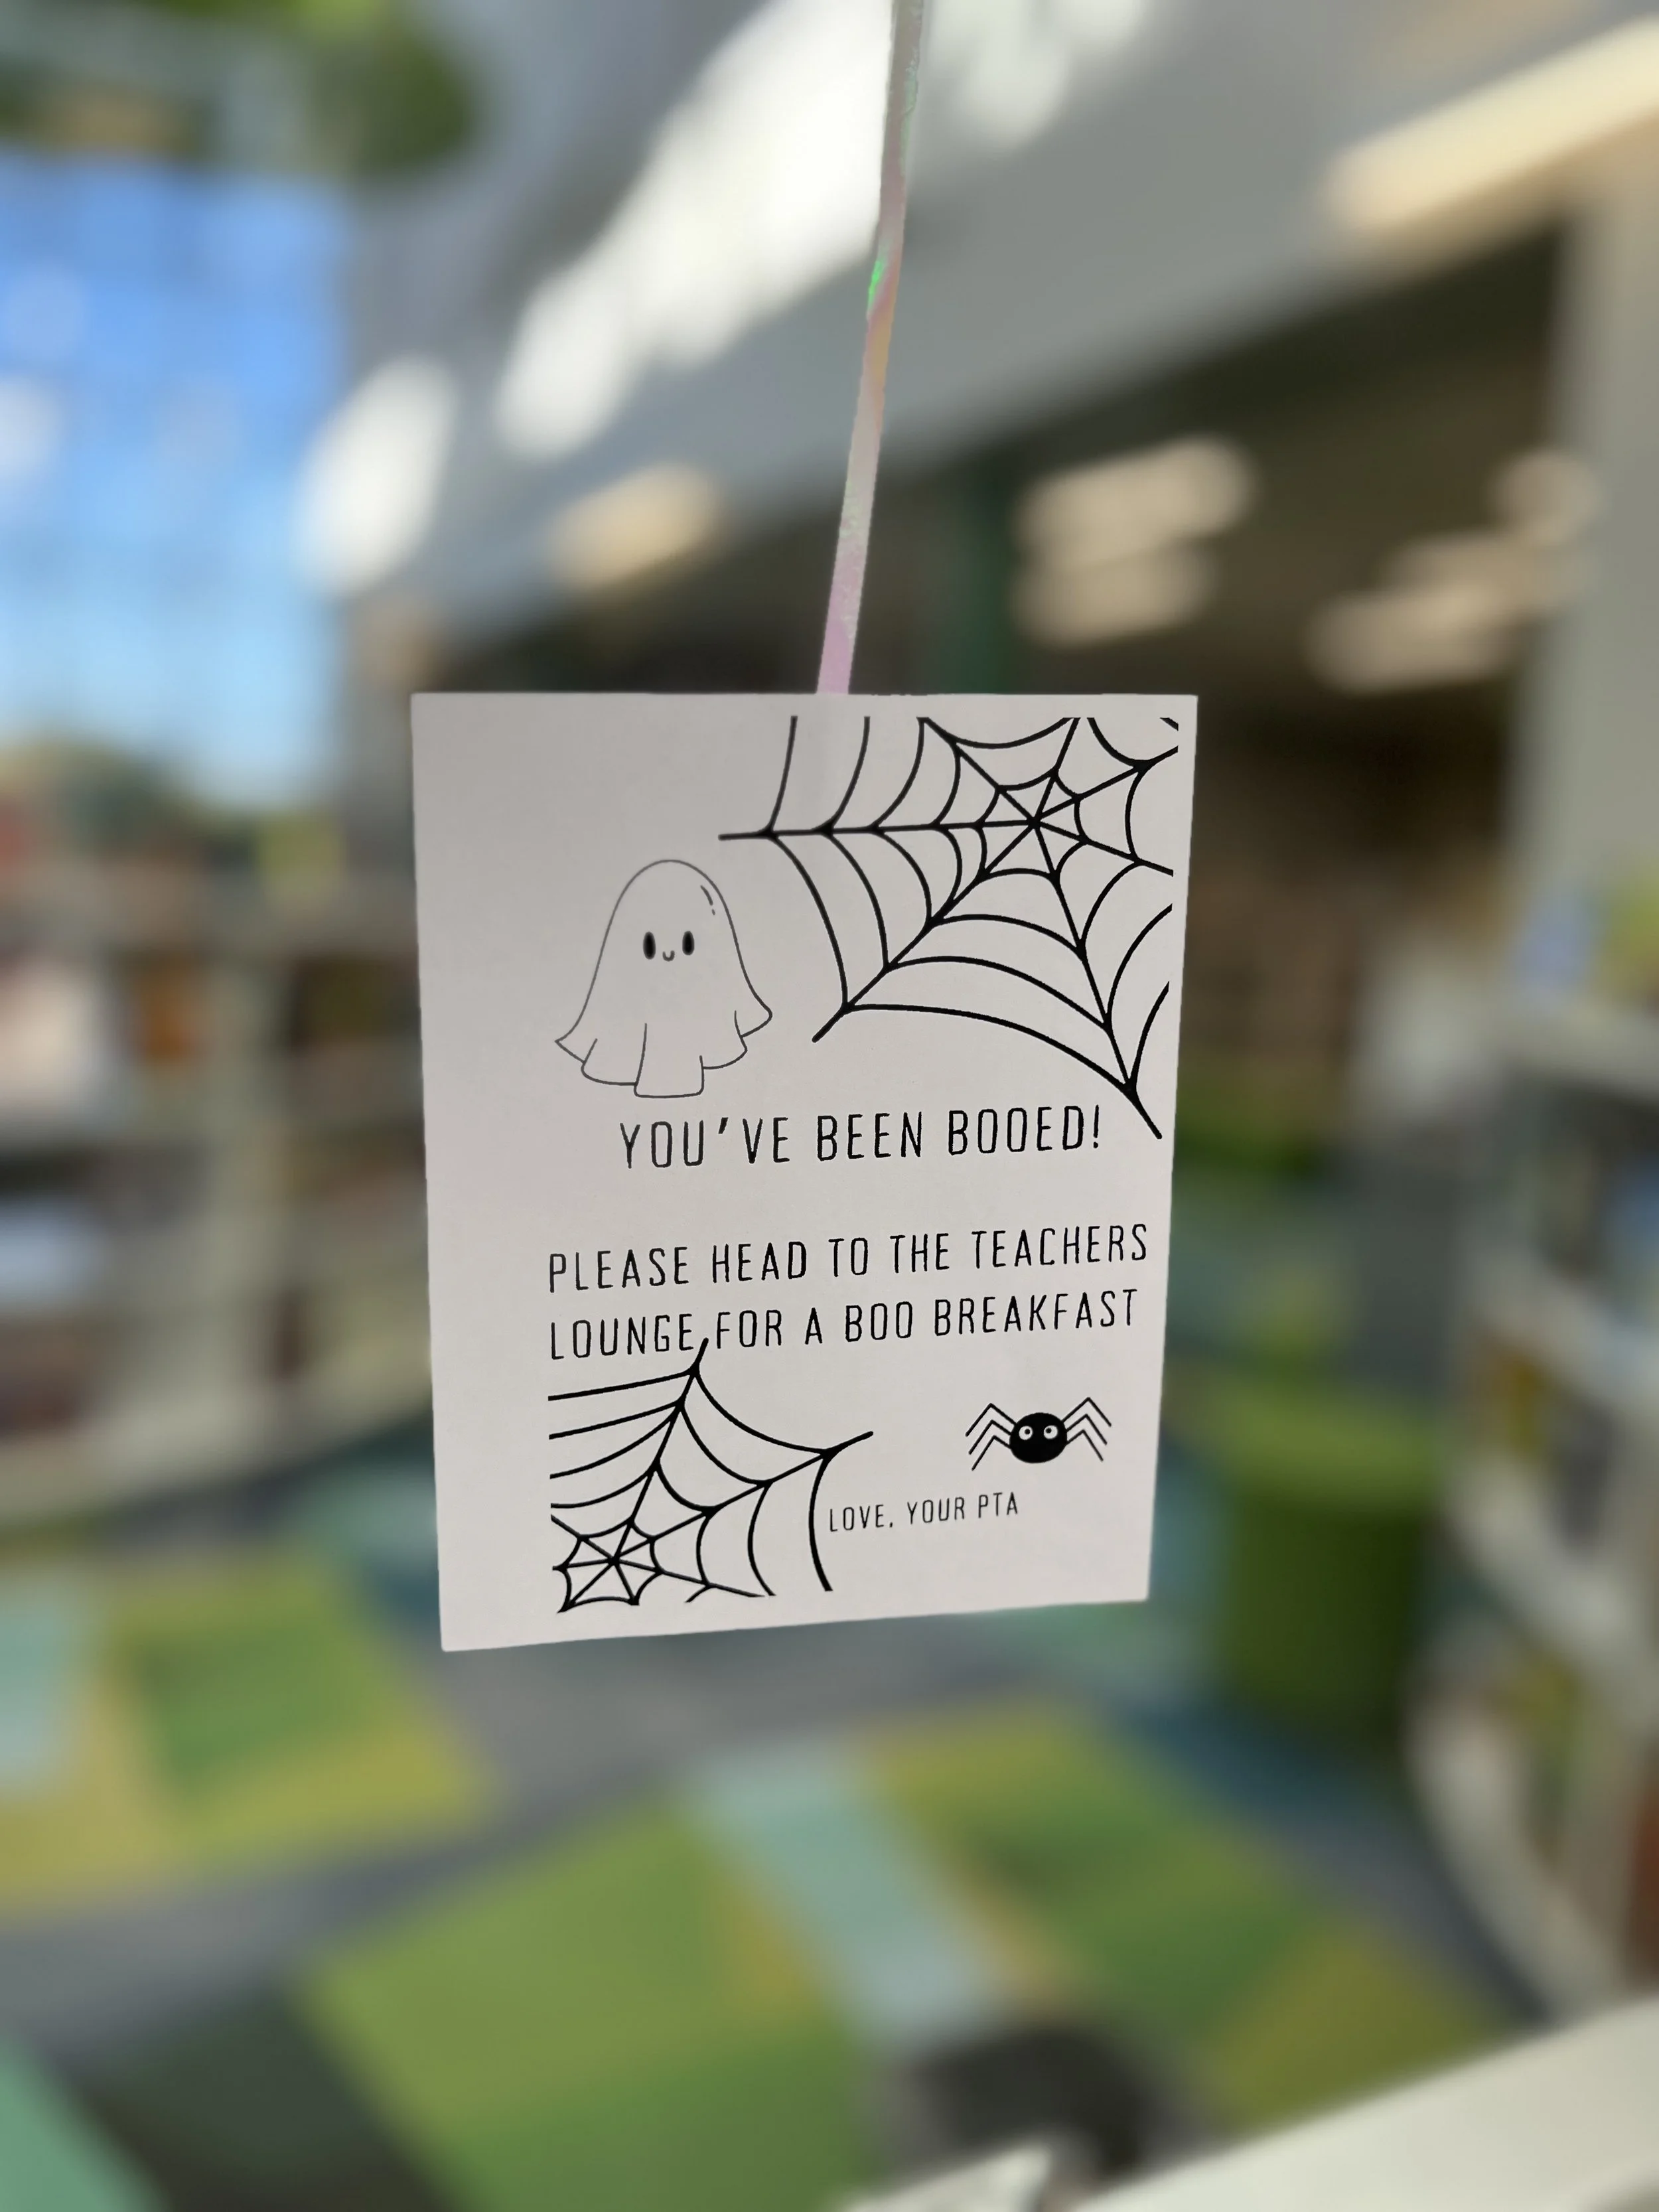 YOU'VE BEEN BOOED!
PLEASE HEAD TO THE TEACHERS
LOUNGE FOR A BOO BREAKFAST
LOVE, YOUR PTA